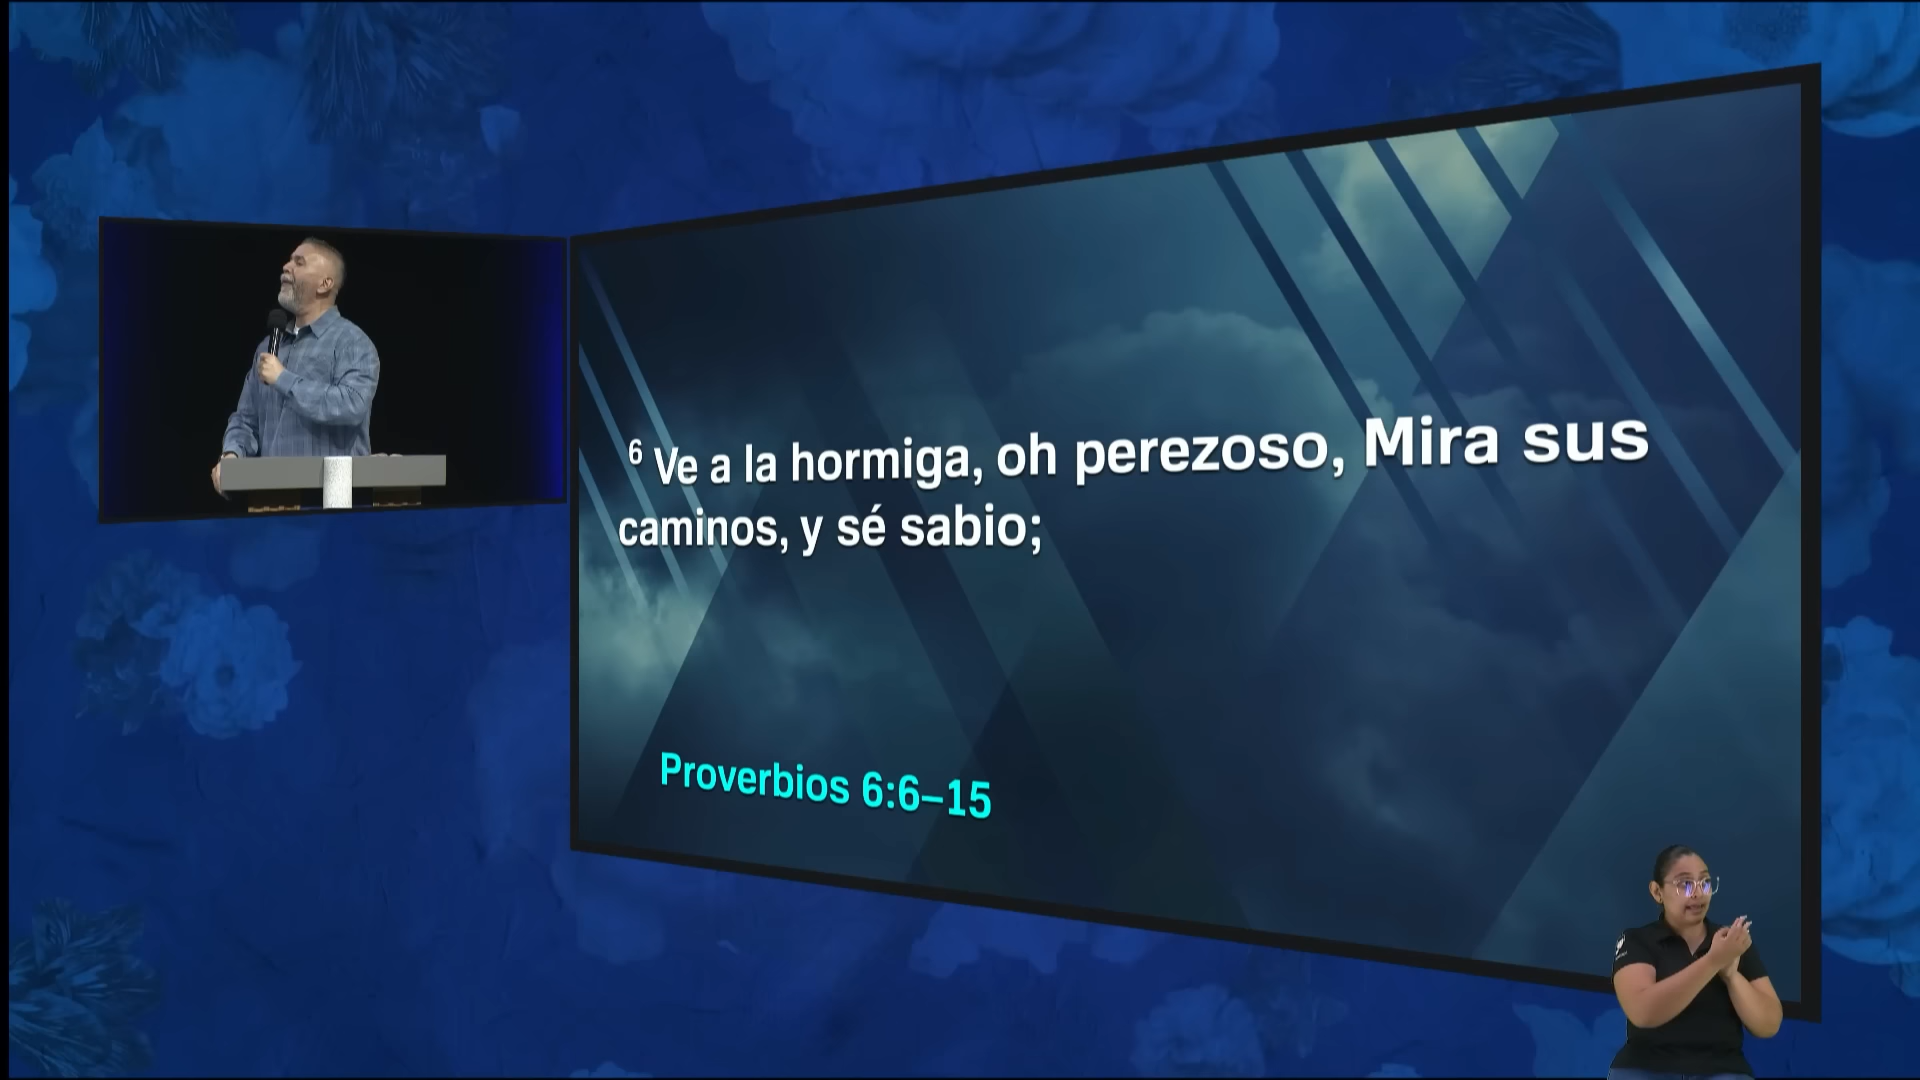 6 Ve a la hormiga, oh perezoso, Mira sus
caminos, y sé sabio;
Proverbios 6:6–15